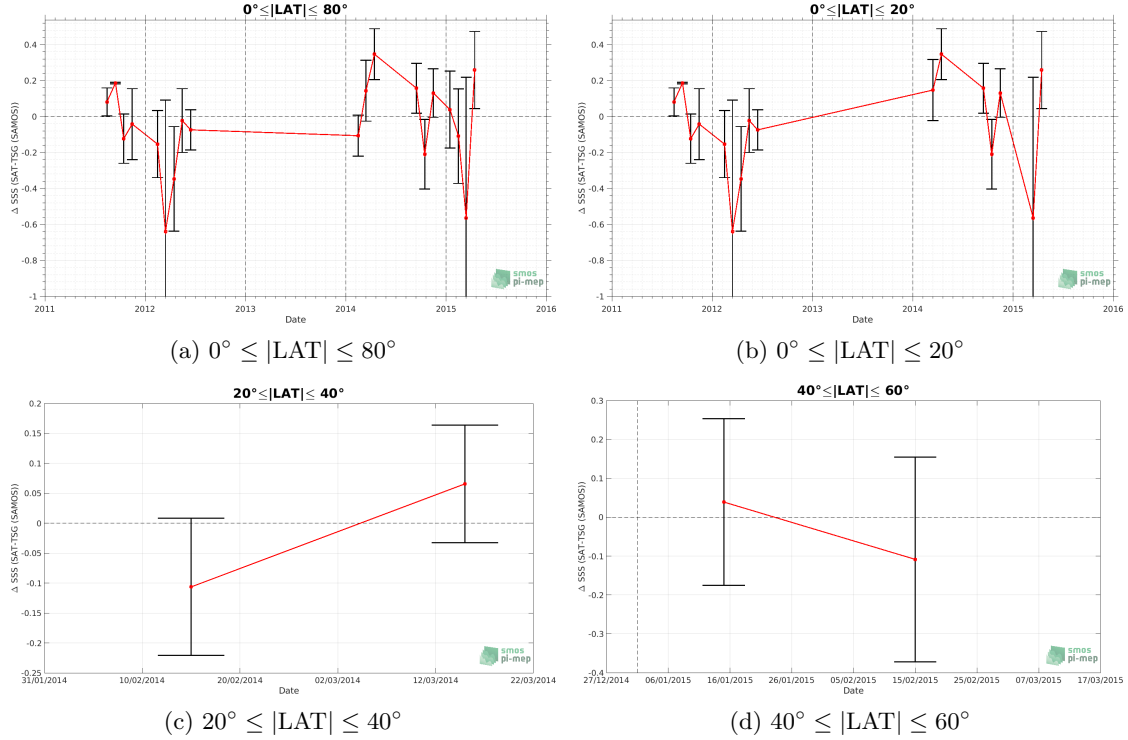 0°≤|LAT|≤ 80°
Δ SSS (SAT-TSG (SAMOS))
0.4
0.2
0
-0.2
-0.4
-0.6
-0.8
-1
2011 2012 2013 2014 2015 2016
Date
smos
pi-mep
(a) 0° ≤ |LAT| ≤ 80°
0°≤|LAT|≤ 20°
Δ SSS (SAT-TSG (SAMOS))
0.4
0.2
0
-0.2
-0.4
-0.6
-0.8
-1
2011 2012 2013 2014 2015 2016
Date
smos
pi-mep
(b) 0° ≤ |LAT| ≤ 20°
20°≤|LAT|≤ 40°
Δ SSS (SAT-TSG (SAMOS))
0.2
0.15
0.1
0.05
0
-0.05
-0.1
-0.15
-0.2
-0.25
31/01/2014 10/02/2014 20/02/2014 02/03/2014 12/03/2014 22/03/2014
Date
smos
pi-mep
(c) 20° ≤ |LAT| ≤ 40°
40°≤|LAT|≤ 60°
Δ SSS (SAT-TSG (SAMOS))
0.3
0.2
0.1
0
-0.1
-0.2
-0.3
-0.4
27/12/2014 06/01/2015 16/01/2015 26/01/2015 05/02/2015 15/02/2015 25/02/2015 07/03/2015 17/03/2015
Date
smos
pi-mep
(d) 40° ≤ |LAT| ≤ 60°